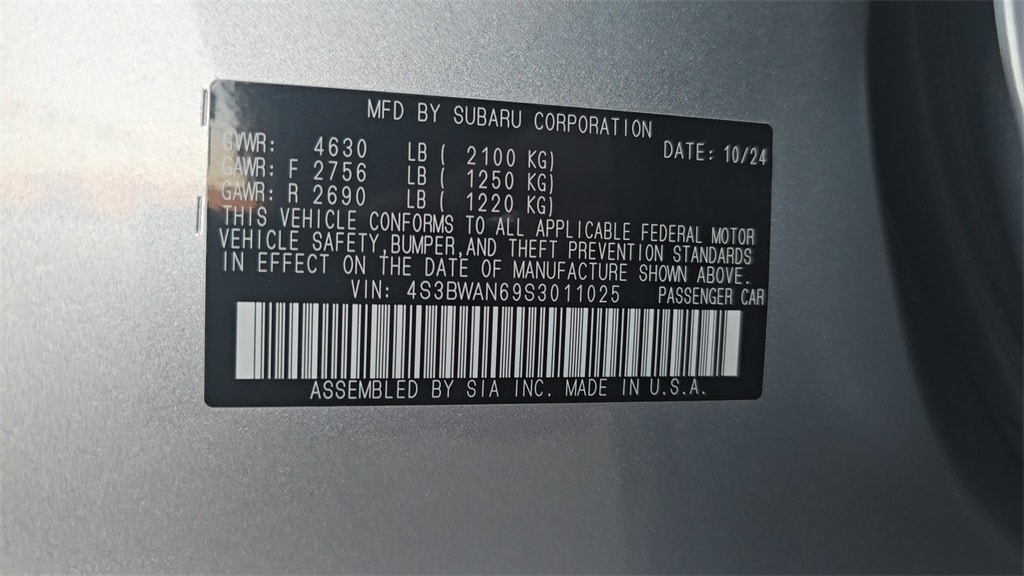 MFD BY SUBARU CORPORATION
DATE: 10/24
GVWR: 4630 LB ( 2100 KG)
GAWR: F 2756 LB ( 1250 KG)
GAWR: R 2690 LB ( 1220 KG)
THIS VEHICLE CONFORMS TO ALL APPLICABLE FEDERAL MOTOR
VEHICLE SAFETY, BUMPER, AND THEFT PREVENTION STANDARDS
IN EFFECT ON THE DATE OF MANUFACTURE SHOWN ABOVE.
VIN: 4S3BWAN69S3011025 PASSENGER CAR
ASSEMBLED BY SIA INC. MADE IN U.S.A.